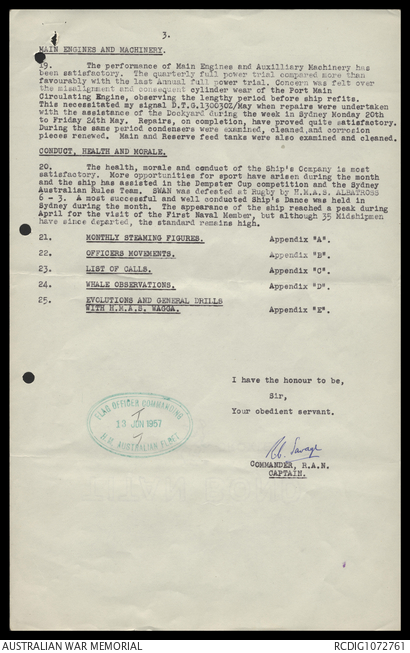 3.
MAIN ENGINES AND MACHINERY.
19. The performance of Main Engines and Auxilliary Machinery has
been satisfactory. The quarterly full power trial compared more than
favourably with the last Annual full power trial. Concern was felt over
the misalignment and consequent cylinder wear of the Port Main
Circulating Engine, observing the lengthy period before ship refits.
This necessitated my signal D.T.G.130030Z/May when repairs were undertaken
with the assistance of the Dockyard during the week in Sydney Monday 20th
to Friday 24th May. Repairs, on completion, have proved quite satisfactory.
During the same period condensers were examined, cleaned and corrosion
pieces renewed. Main and Reserve feed tanks were also examined and cleaned.
CONDUCT, HEALTH AND MORALE.
20. The health, morale and conduct of the Ship's Company is most
satisfactory. More opportunities for sport have arisen during the month
and the ship has assisted in the Dempster Cup competition and the Sydney
Australian Rules Team. SWAN was defeated at Rugby by H.M.A.S. ALBATROSS
6 - 3. A most successful and well conducted Ship's Dance was held in
Sydney during the month. The appearance of the ship reached a peak during
April for the visit of the First Naval Member, but although 35 Midshipmen
have since departed, the standard remains high.
21. MONTHLY STEAMING FIGURES. Appendix "A".
22. OFFICERS MOVEMENTS. Appendix "B".
23. LIST OF CALLS. Appendix "C".
24. WHALE OBSERVATIONS. Appendix "D".
25. EVOLUTIONS AND GENERAL DRILLS
WITH H.M.A.S. WAGGA. Appendix "E".
I have the honour to be,
Sir,
Your obedient servant.
FLAG OFFICER COMMANDING
13 JUN 1957
H.M. AUSTRALIAN FLEET
Savage
COMMANDER, R.A.N.
CAPTAIN.
AUSTRALIAN WAR MEMORIAL
RCDIG1072761